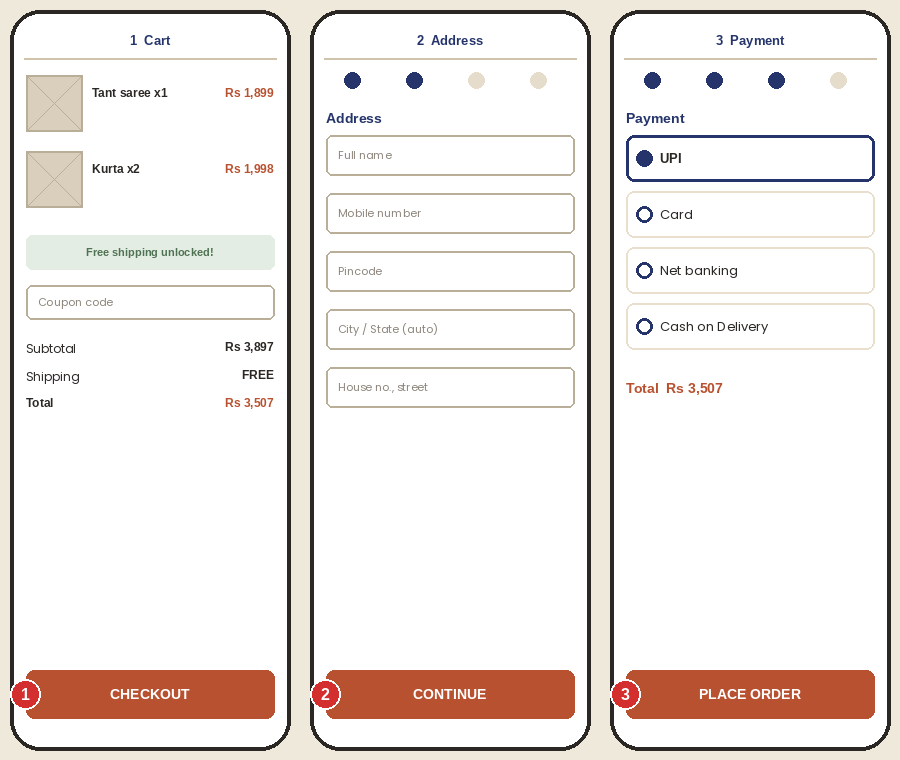 1 Cart
Tant saree x1 Rs 1,899
Kurta x2 Rs 1,998
Free shipping unlocked!
Coupon code
Subtotal Rs 3,897
Shipping FREE
Total Rs 3,507
1 CHECKOUT
2 Address
Address
Full name
Mobile number
Pincode
City / State (auto)
House no., street
2 CONTINUE
3 Payment
Payment
UPI
Card
Net banking
Cash on Delivery
Total Rs 3,507
3 PLACE ORDER